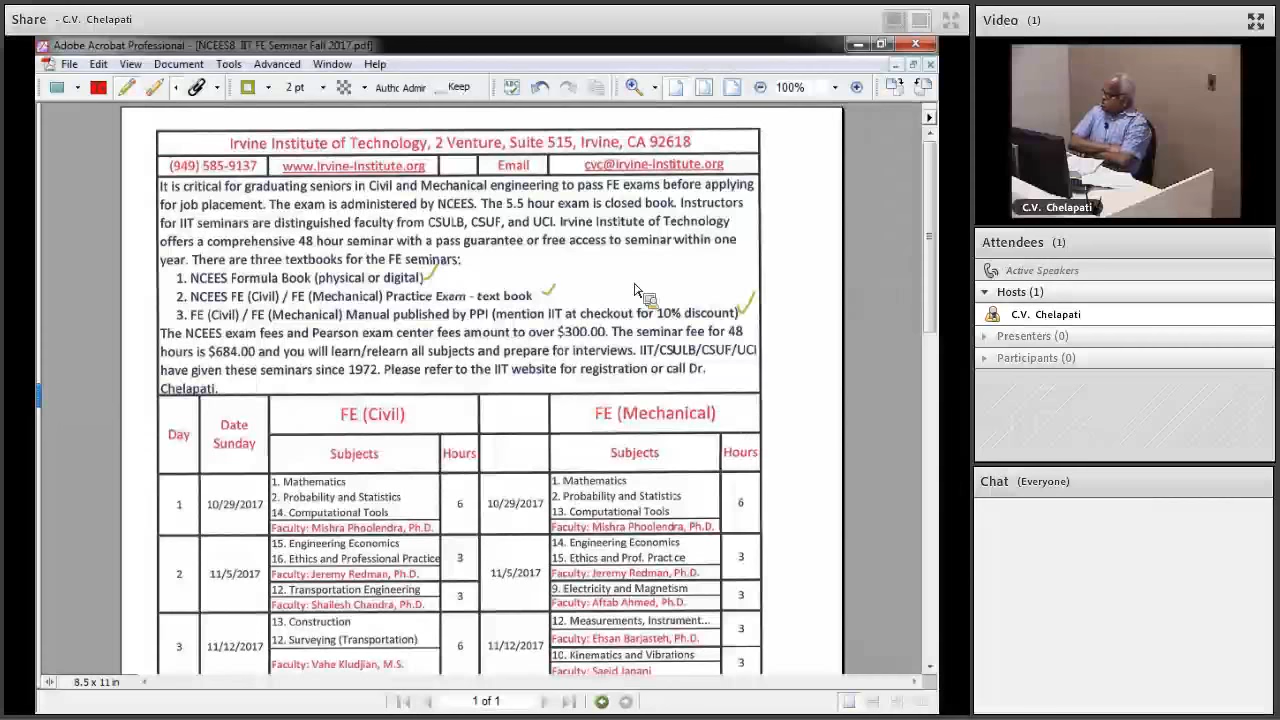 Share - C.V. Chelapati
Adobe Acrobat Professional - [NCEES8 IIT FE Seminar Fall 2017.pdf]
File Edit View Document Tools Advanced Window Help
2 pt Authc Admir Keep 100%
Irvine Institute of Technology, 2 Venture, Suite 515, Irvine, CA 92618
(949) 585-9137 www.Irvine-Institute.org Email cvc@irvine-institute.org
It is critical for graduating seniors in Civil and Mechanical engineering to pass FE exams before applying
for job placement. The exam is administered by NCEES. The 5.5 hour exam is closed book. Instructors
for IIT seminars are distinguished faculty from CSULB, CSUF, and UCI. Irvine Institute of Technology
offers a comprehensive 48 hour seminar with a pass guarantee or free access to seminar within one
year. There are three textbooks for the FE seminars:
1. NCEES Formula Book (physical or digital)
2. NCEES FE (Civil) / FE (Mechanical) Practice Exam - text book
3. FE (Civil) / FE (Mechanical) Manual published by PPI (mention IIT at checkout for 10% discount)
The NCEES exam fees and Pearson exam center fees amount to over $300.00. The seminar fee for 48
hours is $684.00 and you will learn/relearn all subjects and prepare for interviews. IIT/CSULB/CSUF/UCI
have given these seminars since 1972. Please refer to the IIT website for registration or call Dr.
Chelapati.
Day Date Sunday FE (Civil) FE (Mechanical)
Subjects Hours Subjects Hours
1 10/29/2017 6 10/29/2017 6
1. Mathematics
2. Probability and Statistics
14. Computational Tools
Faculty: Mishra Phoolendra, Ph.D.
1. Mathematics
2. Probability and Statistics
13. Computational Tools
Faculty: Mishra Phoolendra, Ph.D.
2 11/5/2017 3 3 11/5/2017 3 3
15. Engineering Economics
16. Ethics and Professional Practice
Faculty: Jeremy Redman, Ph.D.
12. Transportation Engineering
Faculty: Shailesh Chandra, Ph.D.
14. Engineering Economics
15. Ethics and Prof. Practice
Faculty: Jeremy Redman, Ph.D.
9. Electricity and Magnetism
Faculty: Aftab Ahmed, Ph.D.
3 11/12/2017 6 11/12/2017 3 3
13. Construction
12. Surveying (Transportation)
Faculty: Vahe Kludjian, M.S.
12. Measurements, Instrument...
Faculty: Ehsan Barjasteh, Ph.D.
10. Kinematics and Vibrations
Faculty: Saeid Janani
8.5 x 11 in
1 of 1
Video (1)
C.V. Chelapati
Attendees (1)
Active Speakers
Hosts (1)
C.V. Chelapati
Presenters (0)
Participants (0)
Chat (Everyone)